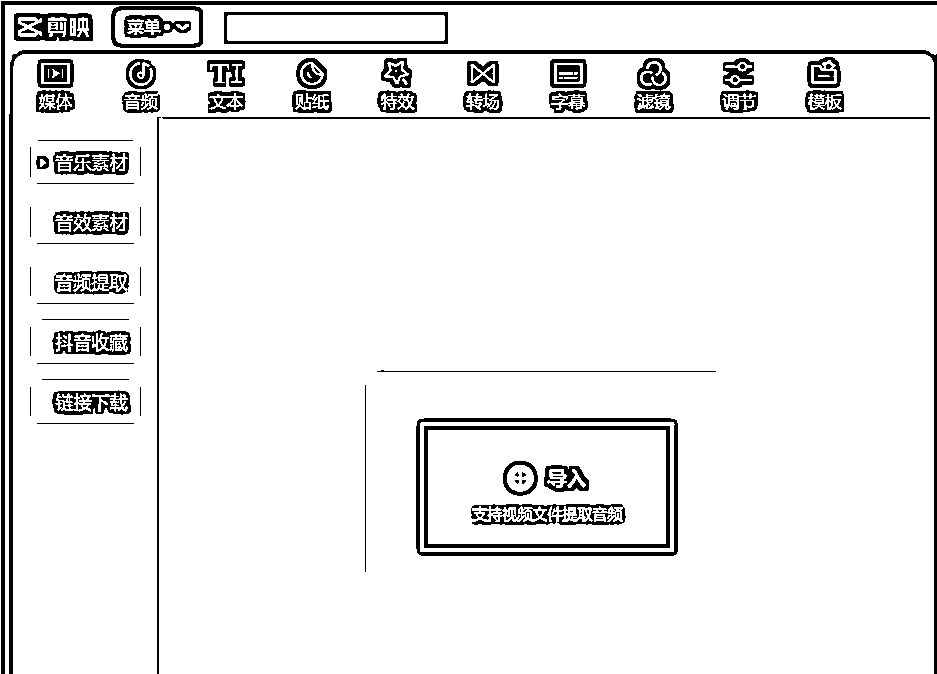 剪映 菜单
媒体 音频 文本 贴纸 特效 转场 字幕 滤镜 调节 模板
音乐素材
音效素材
音频提取
抖音收藏
链接下载
导入
支持视频文件提取音频